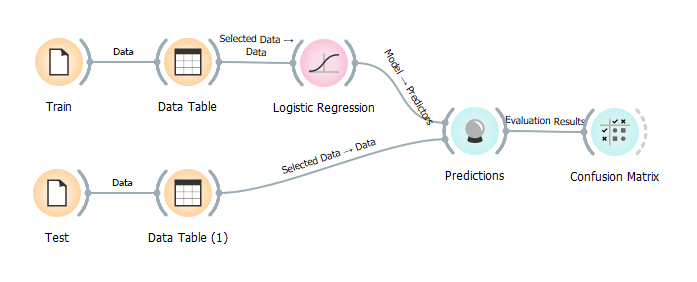 Data
Selected Data →
Data
Train
Data Table
Logistic Regression
Model → Predictors
Evaluation Results
Predictions
Confusion Matrix
Selected Data → Data
Data
Test
Data Table (1)